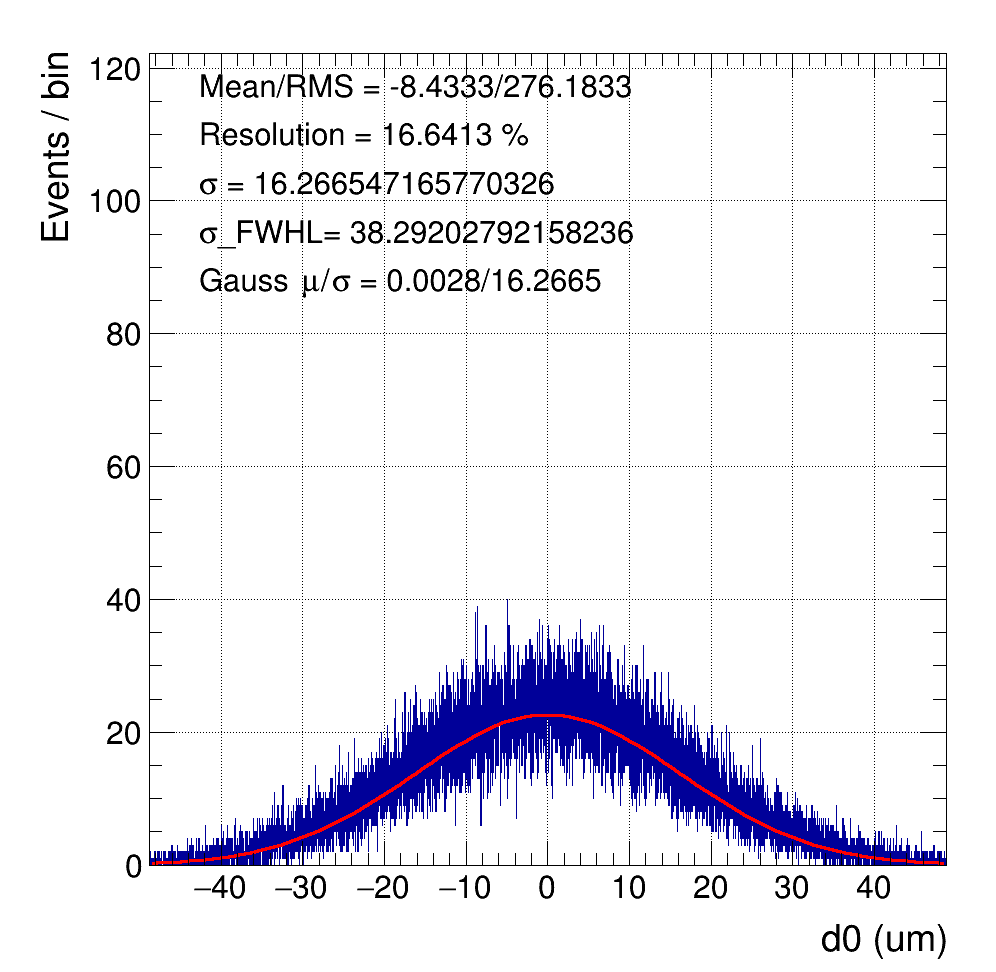 Events / bin
120
100
80
60
40
20
0
Mean/RMS = -8.4333/276.1833
Resolution = 16.6413 %
σ = 16.266547165770326
σ_FWHL= 38.29202792158236
Gauss μ/σ = 0.0028/16.2665
−40 −30 −20 −10 0 10 20 30 40
d0 (um)